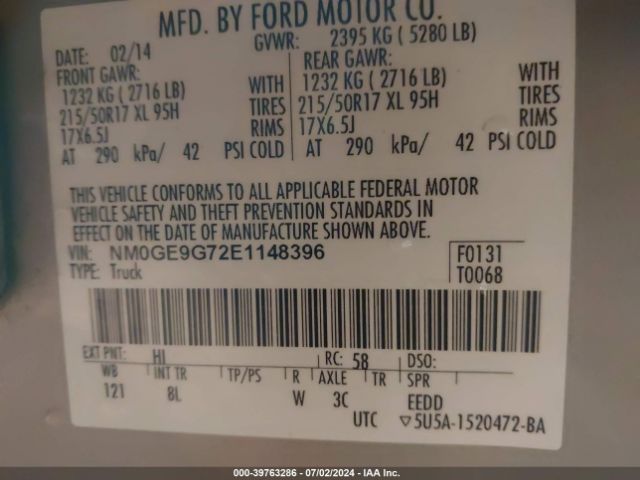 MFD. BY FORD MOTOR CO.
DATE: 02/14 GVWR: 2395 KG ( 5280 LB)
FRONT GAWR: REAR GAWR:
1232 KG ( 2716 LB) WITH 1232 KG ( 2716 LB) WITH
215/50R17 XL 95H TIRES 215/50R17 XL 95H TIRES
17X6.5J RIMS 17X6.5J RIMS
AT 290 kPa/ 42 PSI COLD AT 290 kPa/ 42 PSI COLD
THIS VEHICLE CONFORMS TO ALL APPLICABLE FEDERAL MOTOR
VEHICLE SAFETY AND THEFT PREVENTION STANDARDS IN
EFFECT ON THE DATE OF MANUFACTURE SHOWN ABOVE.
VIN: NM0GE9G72E1148396 F0131
TYPE: Truck T0068
EXT PNT: HI RC: 58 DSO:
WB INT TR TP/PS R AXLE TR SPR
121 8L W 3C EEDD
UTC ▽5U5A-1520472-BA
000-39763286 - 07/02/2024 - IAA Inc.